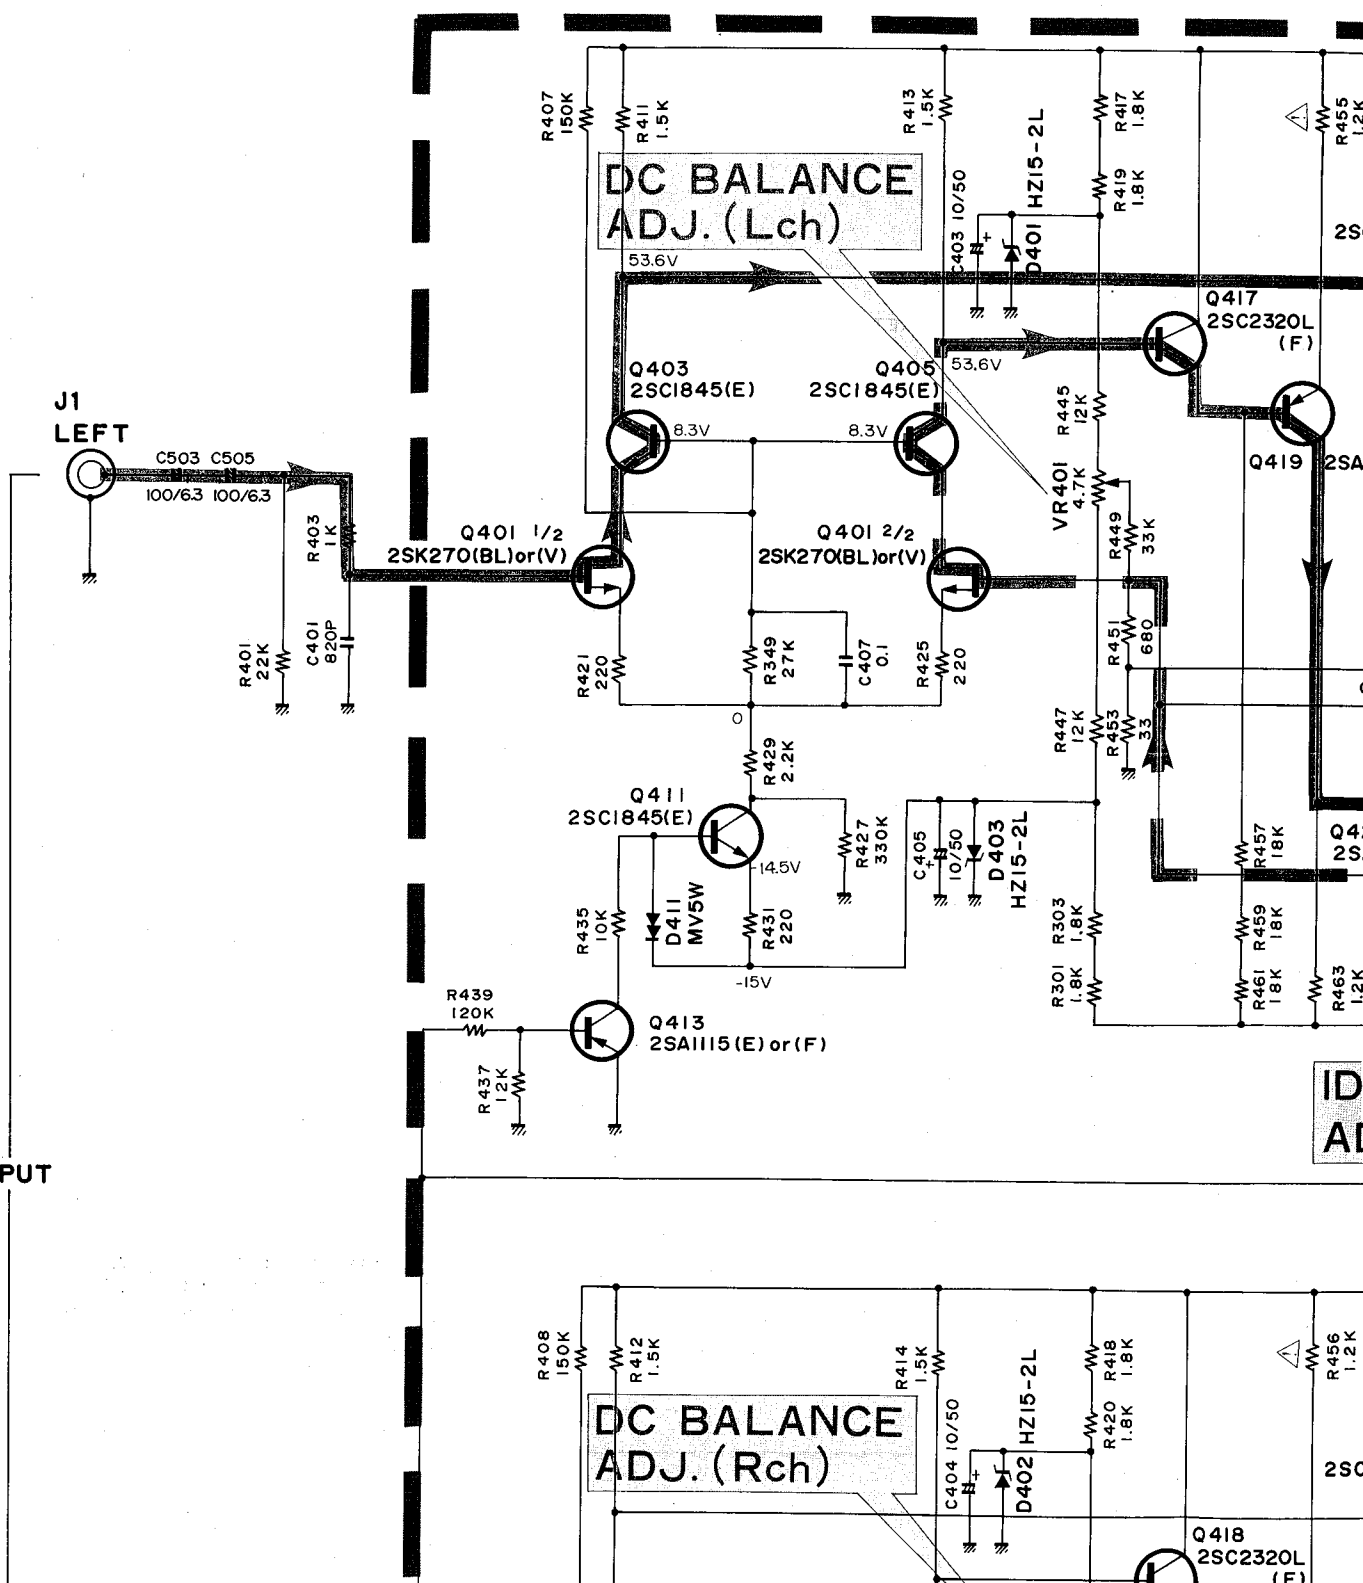 R407
150K
R411
1.5K
R413
1.5K
R417
1.8K
R455
1.2K
DC BALANCE
ADJ. (Lch)
C403 10/50
+
D401 HZ15-2L
R419
1.8K
53.6V
Q417
2SC2320L
(F)
Q403
2SC1845(E)
Q405
2SC1845(E)
53.6V
J1
LEFT
R445
12K
8.3V
8.3V
C503 C505
100/6.3 100/6.3
Q419
2SA
VR401
4.7K
R403
1K
Q401 1/2
2SK270(BL)or(V)
Q401 2/2
2SK270(BL)or(V)
R449
33K
R401
22K
C401
820P
R421
220
R349
27K
C407
0.1
R425
220
R451
680
0
R447
12K
R453
33
R429
2.2K
Q411
2SC1845(E)
R427
330K
C405
10/50
+
D403
HZ15-2L
R457
18K
-14.5V
R435
10K
D411
MV5W
R431
220
R303
1.8K
R459
18K
-15V
R301
1.8K
R461
18K
R463
1.2K
R439
120K
Q413
2SA1115(E)or(F)
R437
12K
PUT
R408
150K
R412
1.5K
R414
1.5K
R418
1.8K
R456
1.2K
DC BALANCE
ADJ. (Rch)
C404 10/50
+
D402 HZ15-2L
R420
1.8K
Q418
2SC2320L
(F)